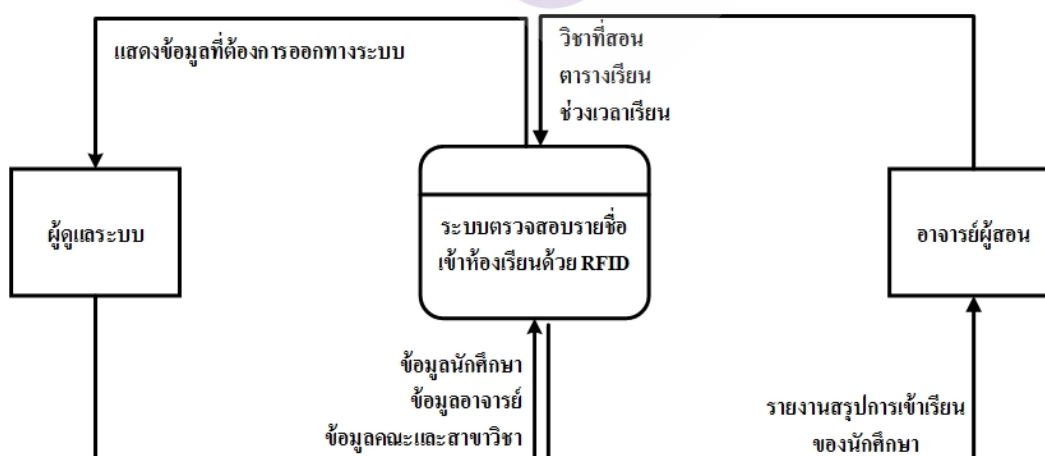 แสดงข้อมูลที่ต้องการออกทางระบบ
วิชาที่สอน
ตารางเรียน
ช่วงเวลาเรียน
ผู้ดูแลระบบ
ระบบตรวจสอบรายชื่อ
เข้าห้องเรียนด้วย RFID
อาจารย์ผู้สอน
ข้อมูลนักศึกษา
ข้อมูลอาจารย์
ข้อมูลคณะและสาขาวิชา
รายงานสรุปการเข้าเรียน
ของนักศึกษา